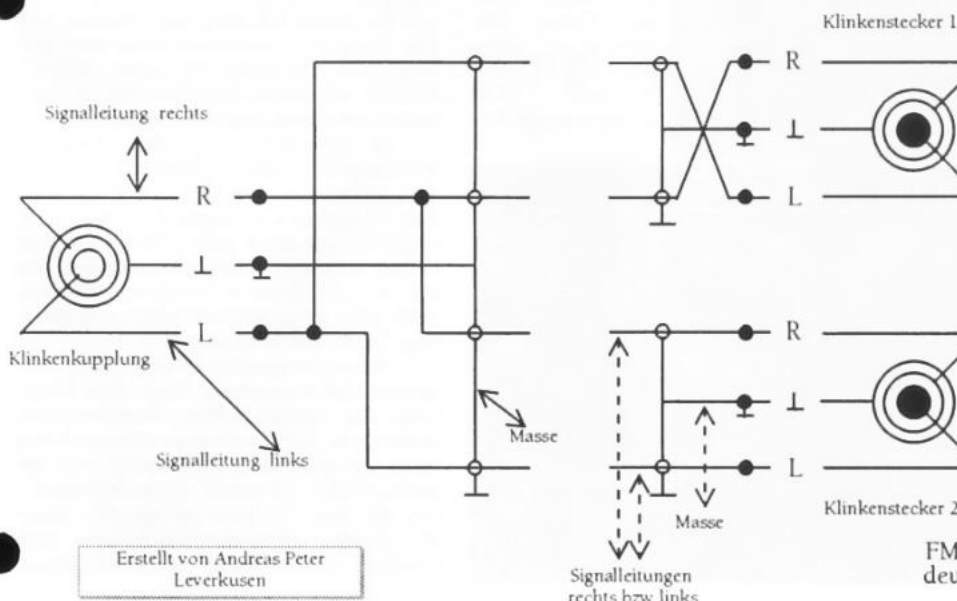 Klinkenstecker 1
Signalleitung rechts
R
⊥
L
R
⊥
L
Klinkenkupplung
Signalleitung links
Masse
R
⊥
L
Masse
Klinkenstecker 2
Erstellt von Andreas Peter
Leverkusen
Signalleitungen
rechts bzw links
FM
deu